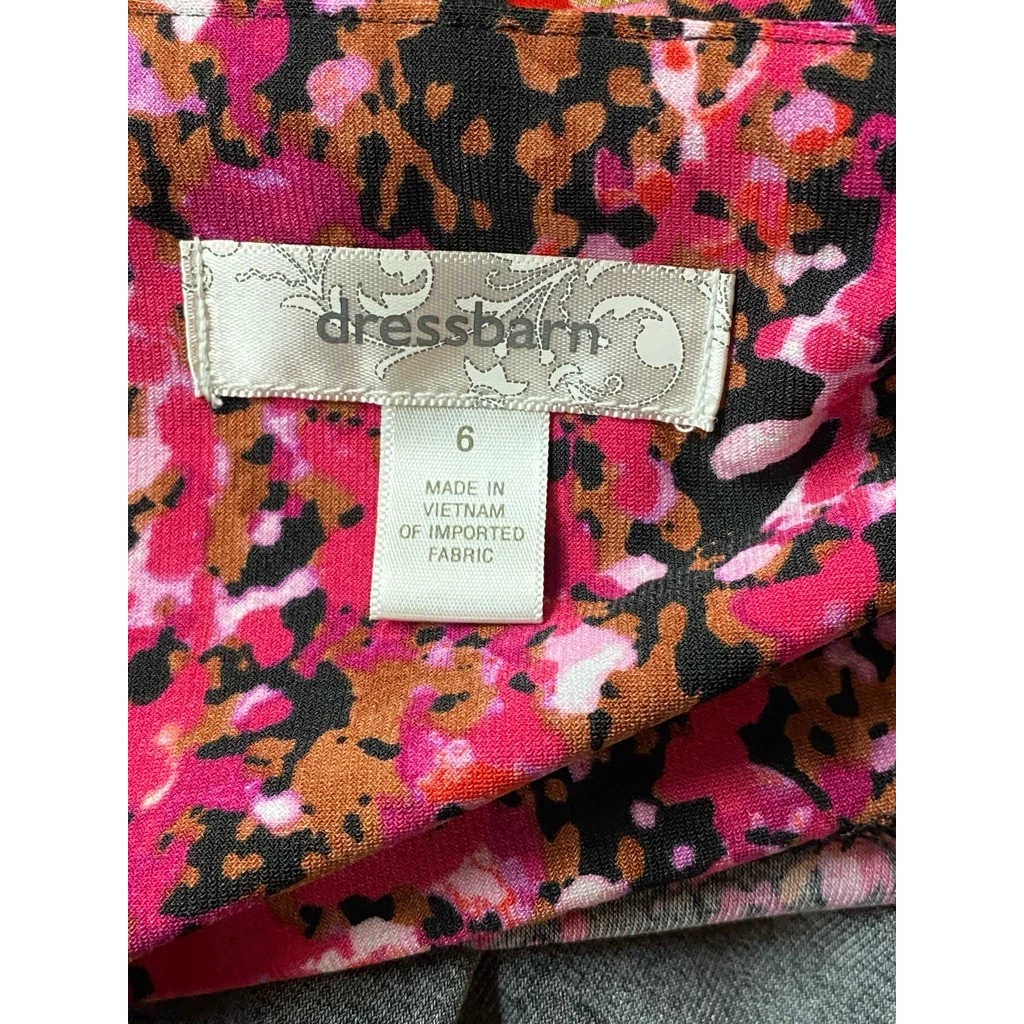 dressbarn
6
MADE IN
VIETNAM
OF IMPORTED
FABRIC